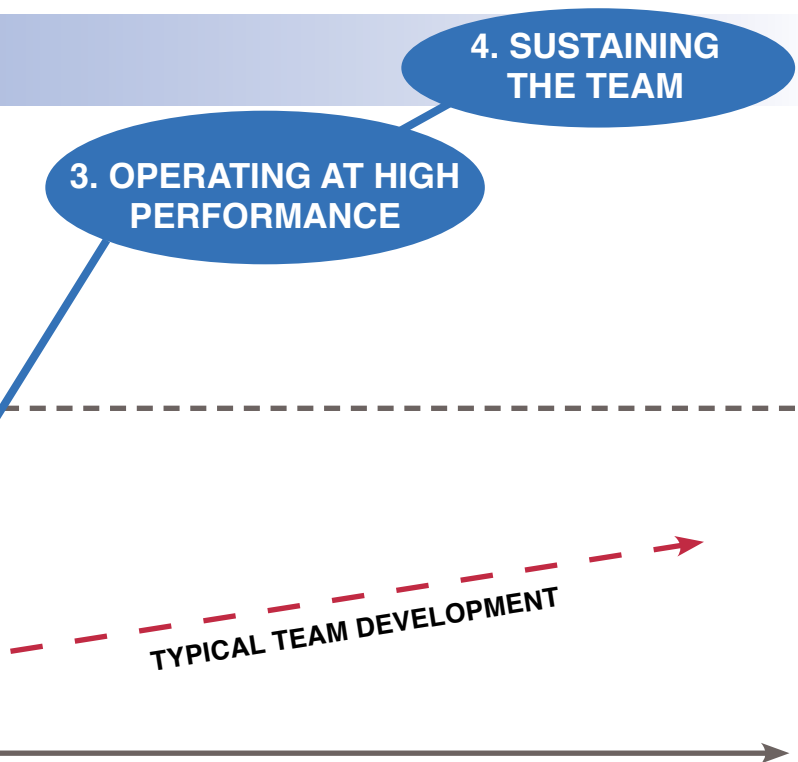 4. SUSTAINING
THE TEAM
3. OPERATING AT HIGH
PERFORMANCE
TYPICAL TEAM DEVELOPMENT